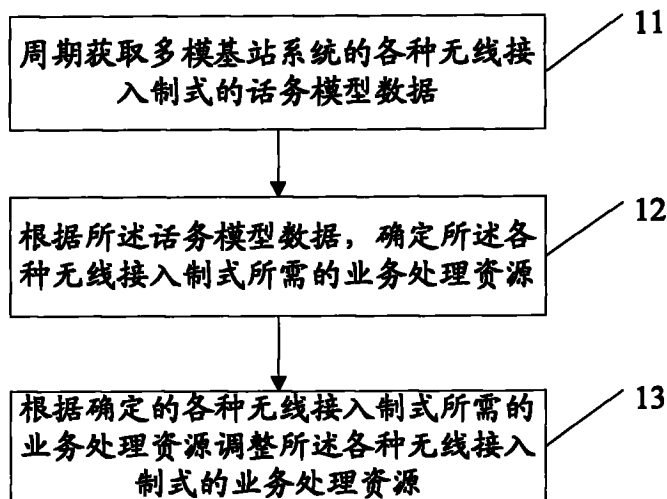 周期获取多模基站系统的各种无线接
入制式的话务模型数据
11
根据所述话务模型数据，确定所述各
种无线接入制式所需的业务处理资源
12
根据确定的各种无线接入制式所需的
业务处理资源调整所述各种无线接入
制式的业务处理资源
13